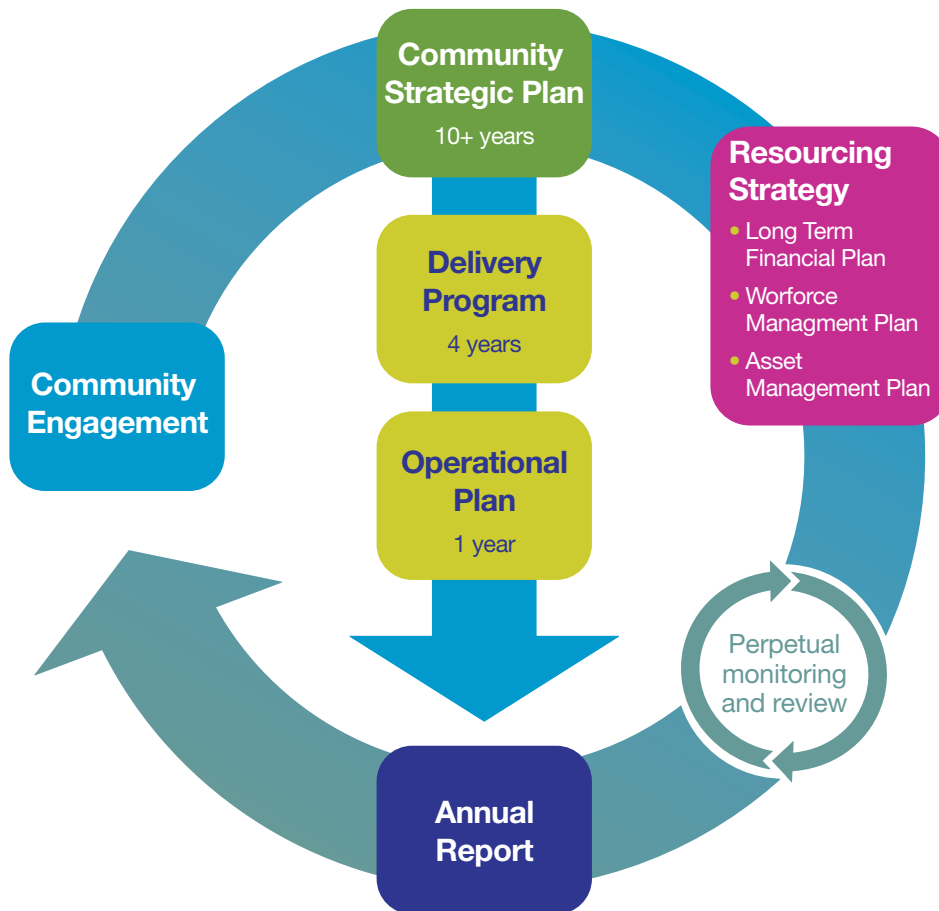 Community
Strategic Plan
10+ years
Resourcing
Strategy
• Long Term
Financial Plan
• Worforce
Managment Plan
• Asset
Management Plan
Delivery
Program
4 years
Community
Engagement
Operational
Plan
1 year
Perpetual
monitoring
and review
Annual
Report